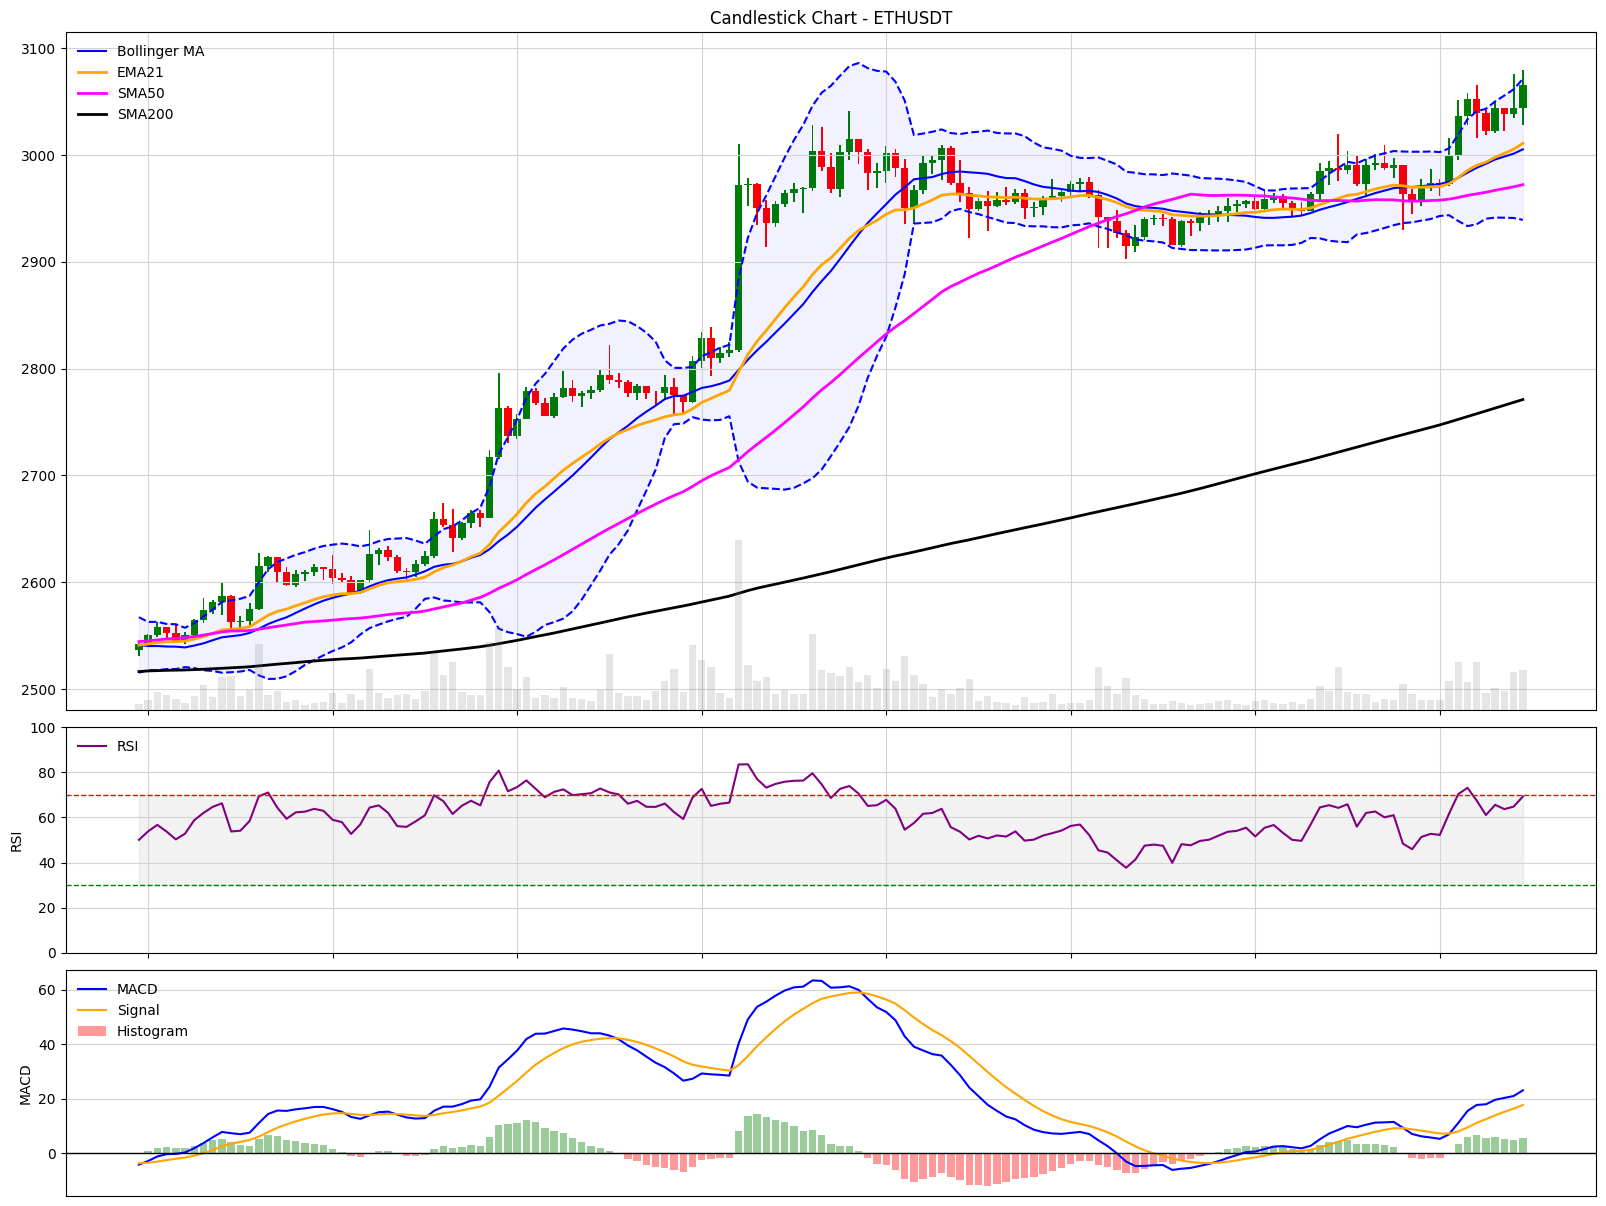 Candlestick Chart - ETHUSDT
Bollinger MA
EMA21
SMA50
SMA200
3100
3000
2900
2800
2700
2600
2500
RSI
100
80
60
40
20
0
RSI
MACD
Signal
Histogram
60
40
20
0
MACD